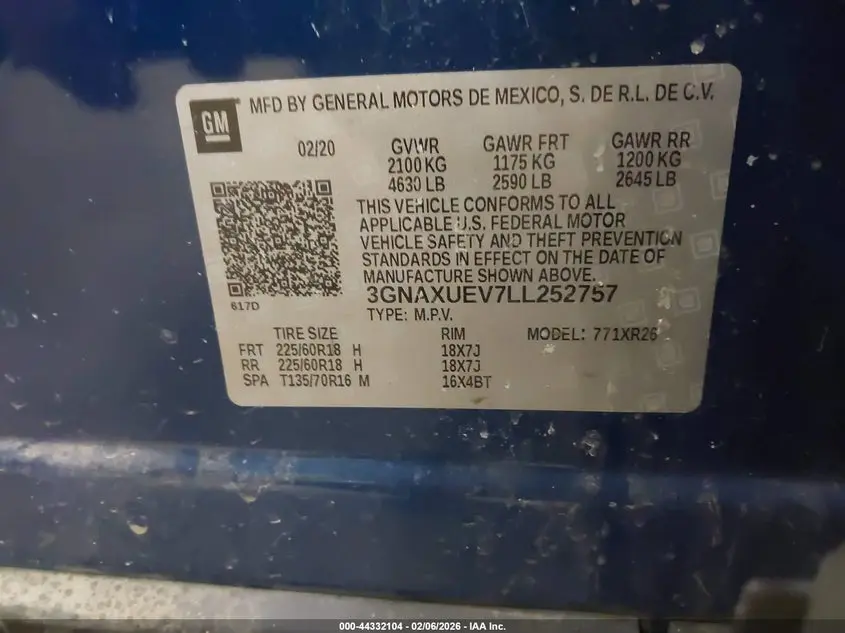 GM
MFD BY GENERAL MOTORS DE MEXICO, S. DE R.L. DE C.V.
02/20 GVWR GAWR FRT GAWR RR
2100 KG 1175 KG 1200 KG
4630 LB 2590 LB 2645 LB
THIS VEHICLE CONFORMS TO ALL
APPLICABLE U.S. FEDERAL MOTOR
VEHICLE SAFETY AND THEFT PREVENTION
STANDARDS IN EFFECT ON THE DATE OF
MANUFACTURE SHOWN ABOVE.
617D
3GNAXUEV7LL252757
TYPE: M.P.V.
TIRE SIZE RIM MODEL: 771XR26
FRT 225/60R18 H 18X7J
RR 225/60R18 H 18X7J
SPA T135/70R16 M 16X4BT
000-44332104 - 02/06/2026 - IAA Inc.